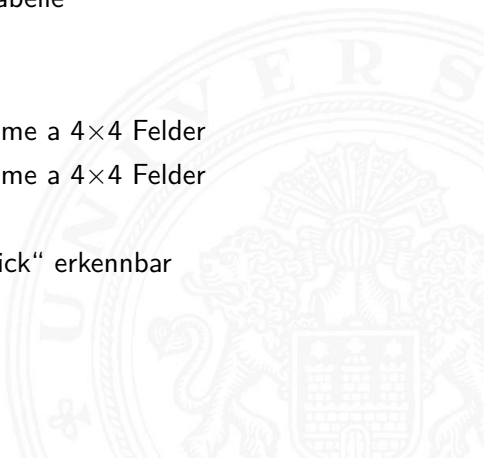 abelle
me a 4×4 Felder
me a 4×4 Felder
ick“ erkennbar
U N I V E R S